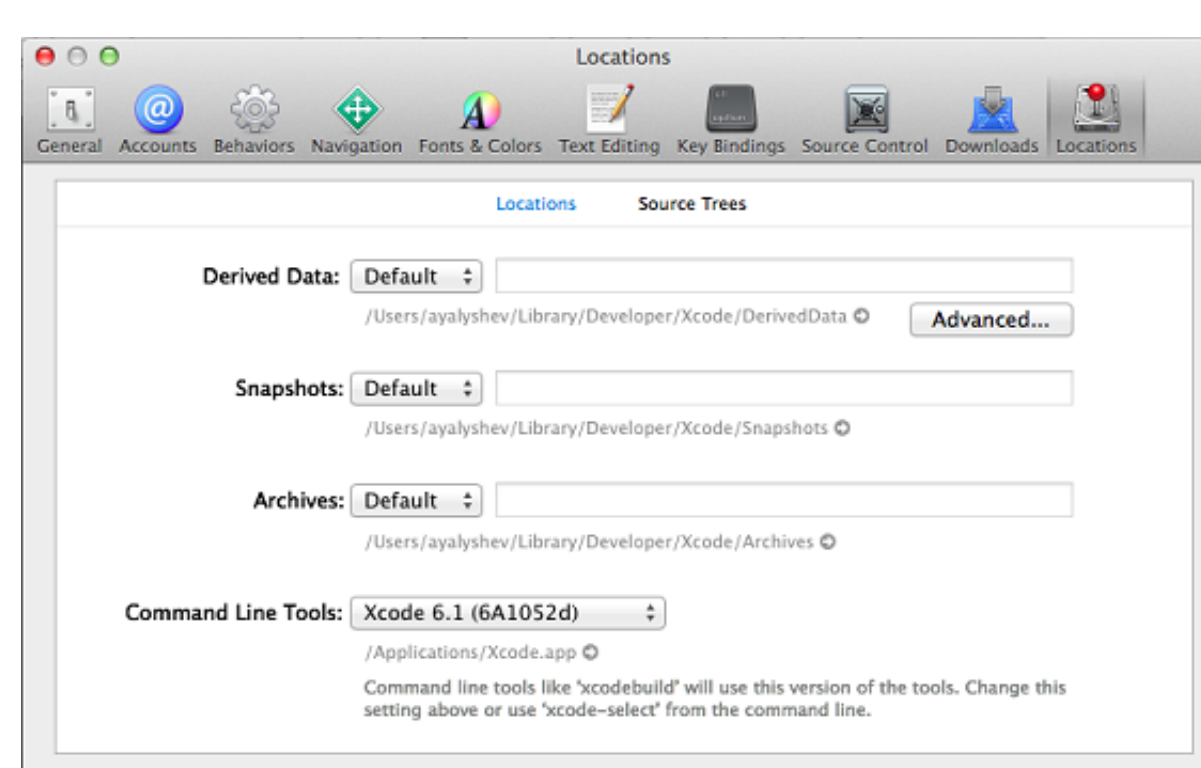 Locations
General Accounts Behaviors Navigation Fonts & Colors Text Editing Key Bindings Source Control Downloads Locations
Locations Source Trees
Derived Data: Default
/Users/ayalyshev/Library/Developer/Xcode/DerivedData
Advanced...
Snapshots: Default
/Users/ayalyshev/Library/Developer/Xcode/Snapshots
Archives: Default
/Users/ayalyshev/Library/Developer/Xcode/Archives
Command Line Tools: Xcode 6.1 (6A1052d)
/Applications/Xcode.app
Command line tools like 'xcodebuild' will use this version of the tools. Change this
setting above or use 'xcode-select' from the command line.